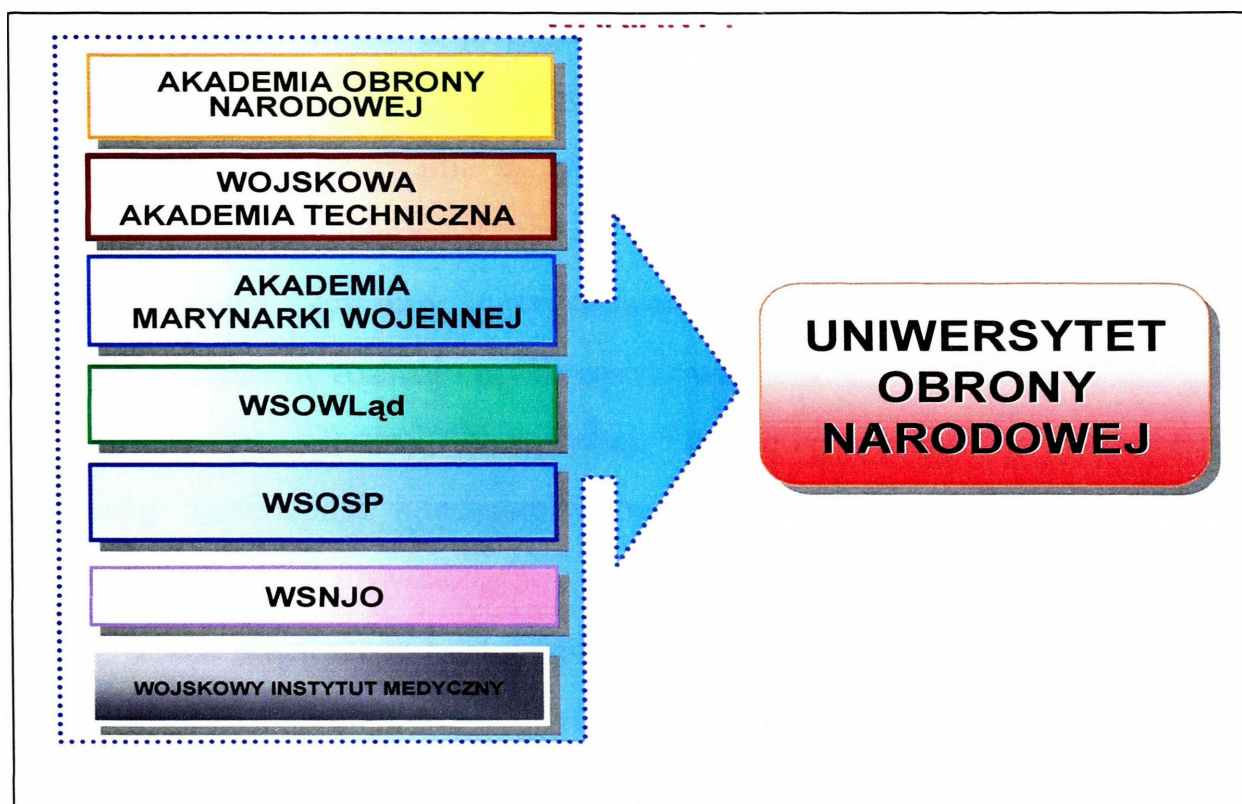 AKADEMIA OBRONY
NARODOWEJ
WOJSKOWA
AKADEMIA TECHNICZNA
AKADEMIA
MARYNARKI WOJENNEJ
WSOWLąd
WSOSP
WSNJO
WOJSKOWY INSTYTUT MEDYCZNY
UNIWERSYTET
OBRONY
NARODOWEJ